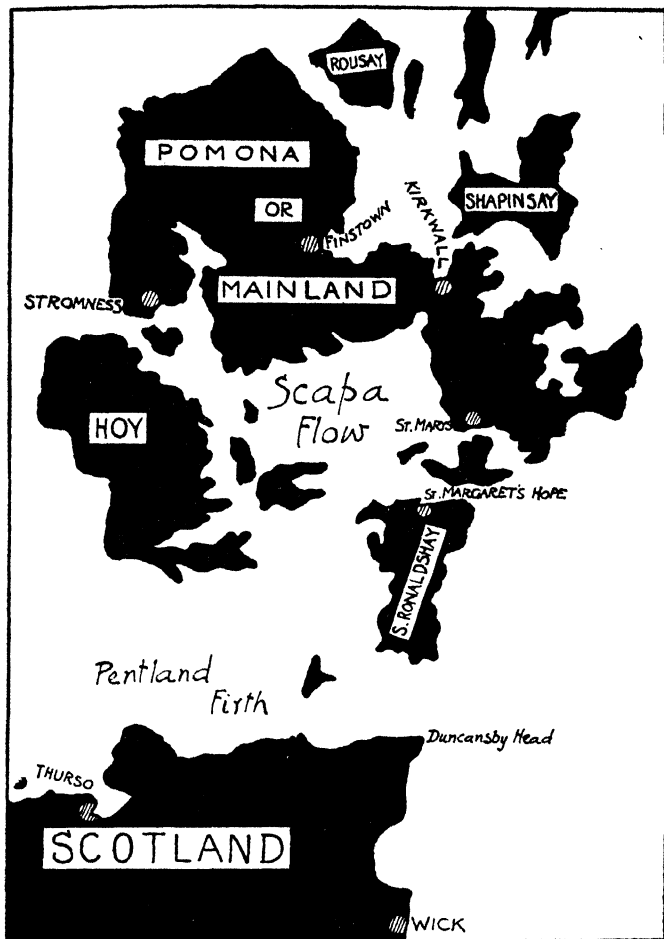 ROUSAY
POMONA
OR
MAINLAND
FINSTOWN
KIRKWALL
SHAPINSAY
STROMNESS
HOY
Scapa
Flow
ST. MARYS
ST. MARGARET'S HOPE
S. RONALDSHAY
Pentland
Firth
Duncansby Head
THURSO
SCOTLAND
WICK